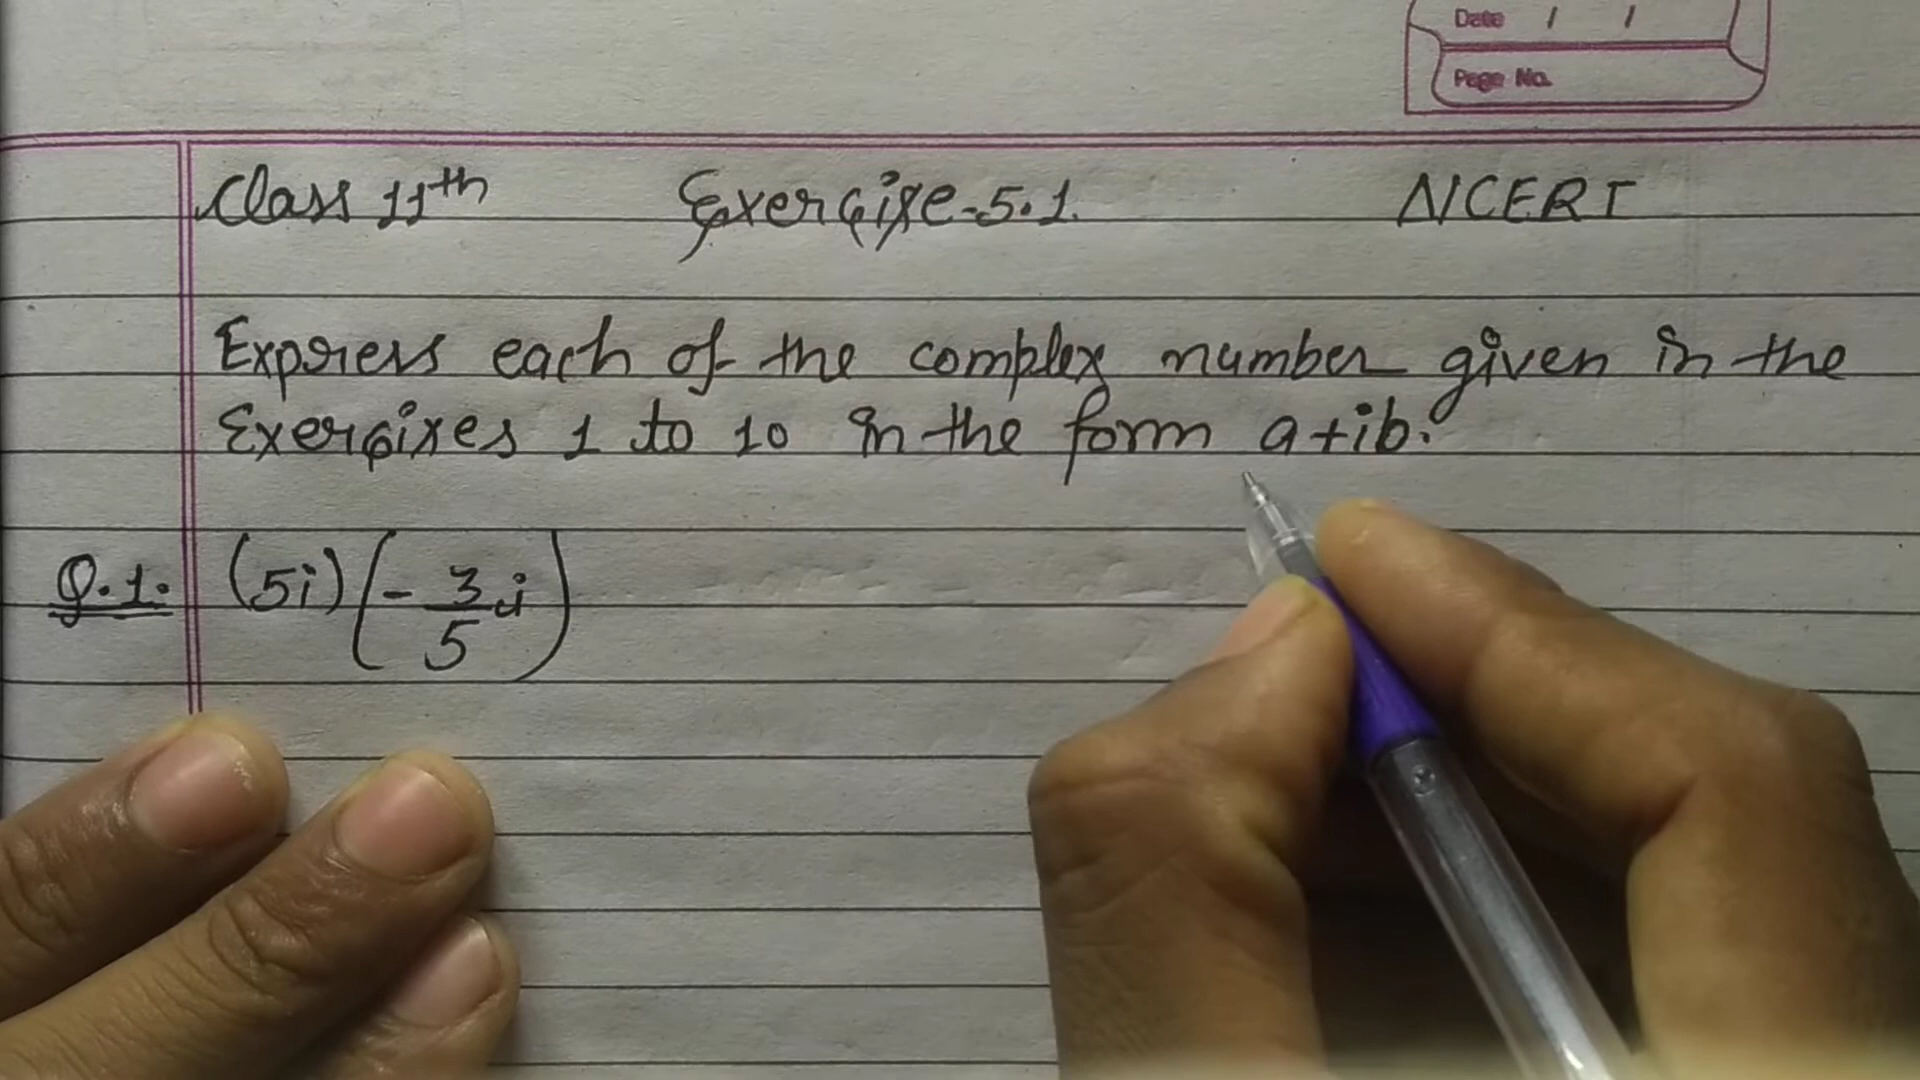 Date / /
Page No.
Class 11th Exercise-5.1. NCERT
Express each of the complex number given in the
Exercises 1 to 10 in the form a+ib.
Q.1. (5i)(-3/5 i)